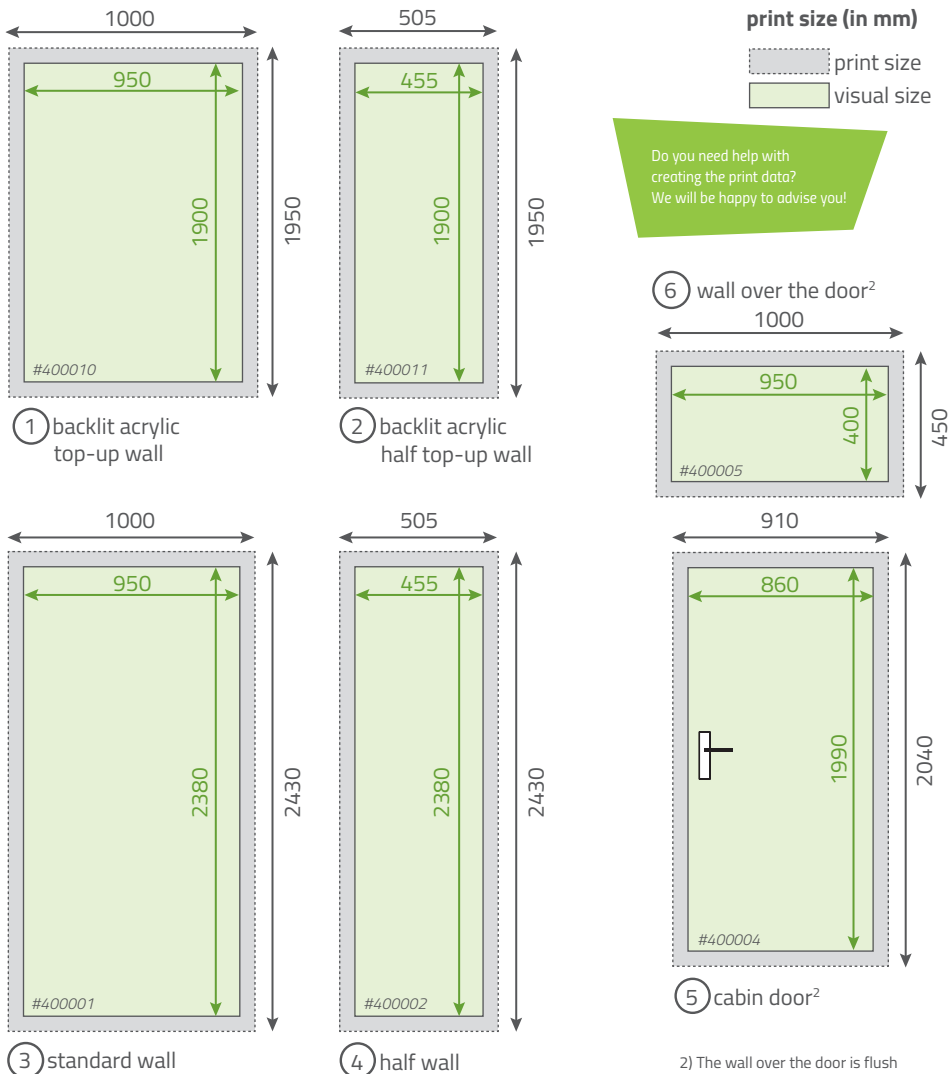 print size (in mm)
print size
visual size
Do you need help with
creating the print data?
We will be happy to advise you!
1000
950
1900
1950
#400010
1 backlit acrylic
top-up wall
505
455
1900
1950
#400011
2 backlit acrylic
half top-up wall
6 wall over the door²
1000
950
400
450
#400005
1000
950
2380
2430
#400001
3 standard wall
505
455
2380
2430
#400002
4 half wall
910
860
1990
2040
#400004
5 cabin door²
2) The wall over the door is flush